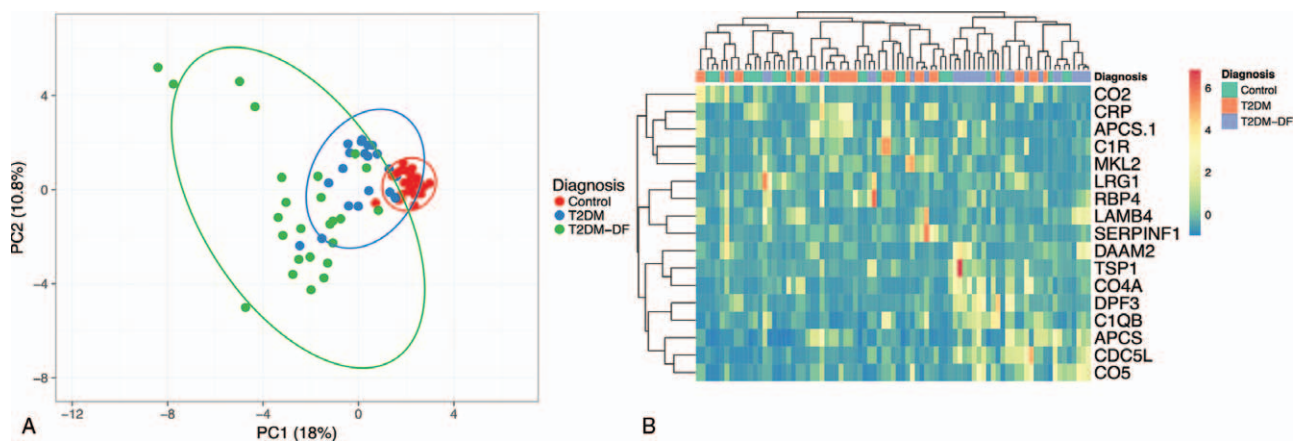 4
0
−4
−8
PC2 (10.8%)
−12
−8
−4
0
4
PC1 (18%)
A
Diagnosis
Control
T2DM
T2DM−DF
B
Diagnosis
CO2
CRP
APCS.1
C1R
MKL2
LRG1
RBP4
LAMB4
SERPINF1
DAAM2
TSP1
CO4A
DPF3
C1QB
APCS
CDC5L
CO5
6
4
2
0
Diagnosis
Control
T2DM
T2DM-DF